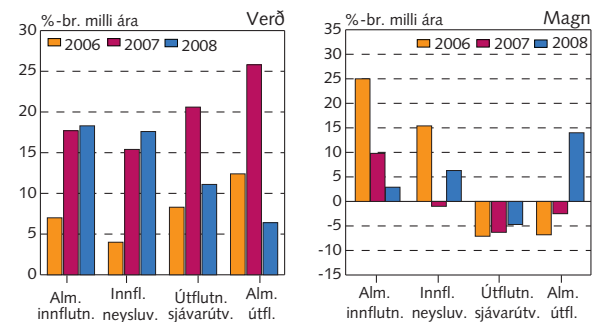 %-br. milli ára Verð
2006 2007 2008
30
25
20
15
10
5
0
Alm. innflutn.
Innfl. neysluv.
Útflutn. sjávarútv.
Alm. útfl.
%-br. milli ára Magn
2006 2007 2008
35
30
25
20
15
10
5
0
-5
-10
-15
Alm. innflutn.
Innfl. neysluv.
Útflutn. sjávarútv.
Alm. útfl.